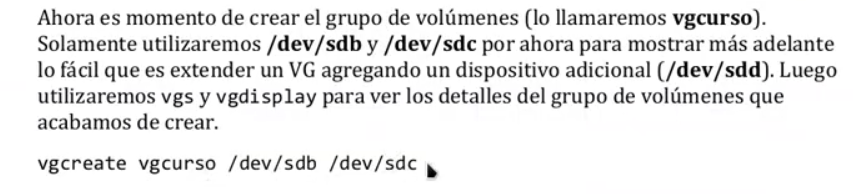 Ahora es momento de crear el grupo de volúmenes (lo llamaremos vgcurso).
Solamente utilizaremos /dev/sdb y /dev/sdc por ahora para mostrar más adelante
lo fácil que es extender un VG agregando un dispositivo adicional (/dev/sdd). Luego
utilizaremos vgs y vgdisplay para ver los detalles del grupo de volúmenes que
acabamos de crear.
vgcreate vgcurso /dev/sdb /dev/sdc